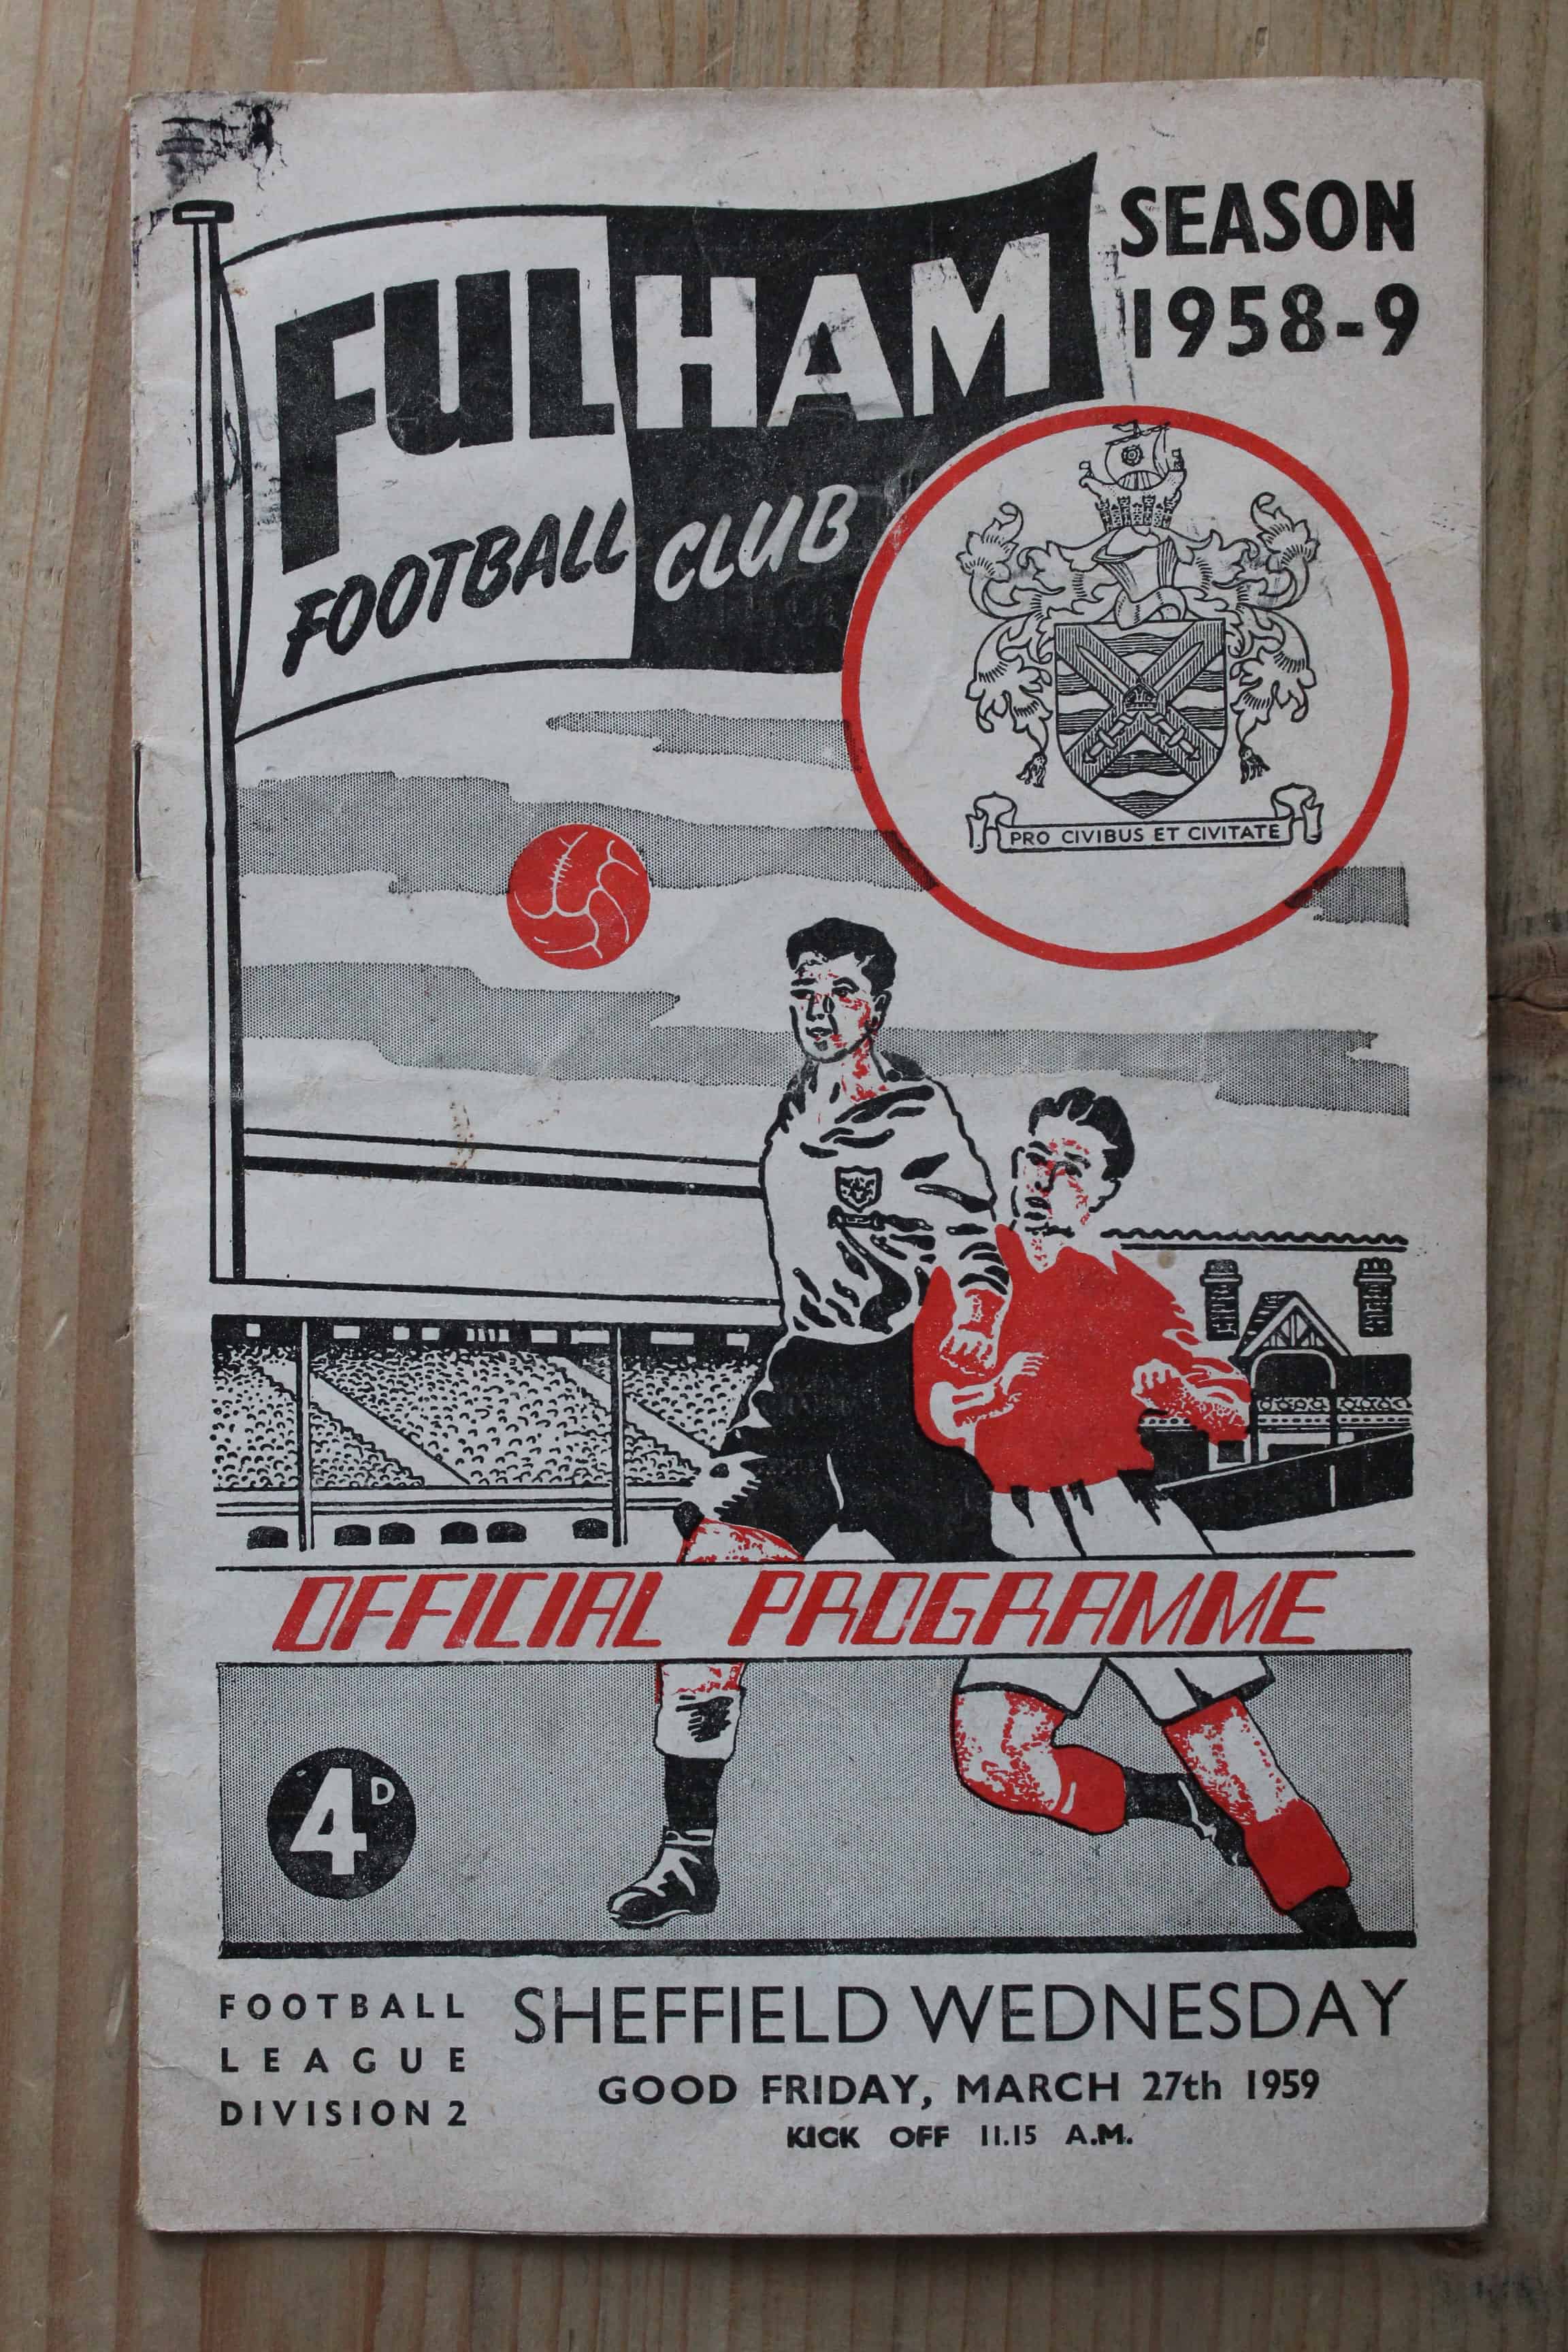 FULHAM
FOOTBALL CLUB
SEASON
1958-9
PRO CIVIBUS ET CIVITATE
OFFICIAL PROGRAMME
4D
FOOTBALL
LEAGUE
DIVISION 2
SHEFFIELD WEDNESDAY
GOOD FRIDAY, MARCH 27th 1959
KICK OFF 11.15 A.M.